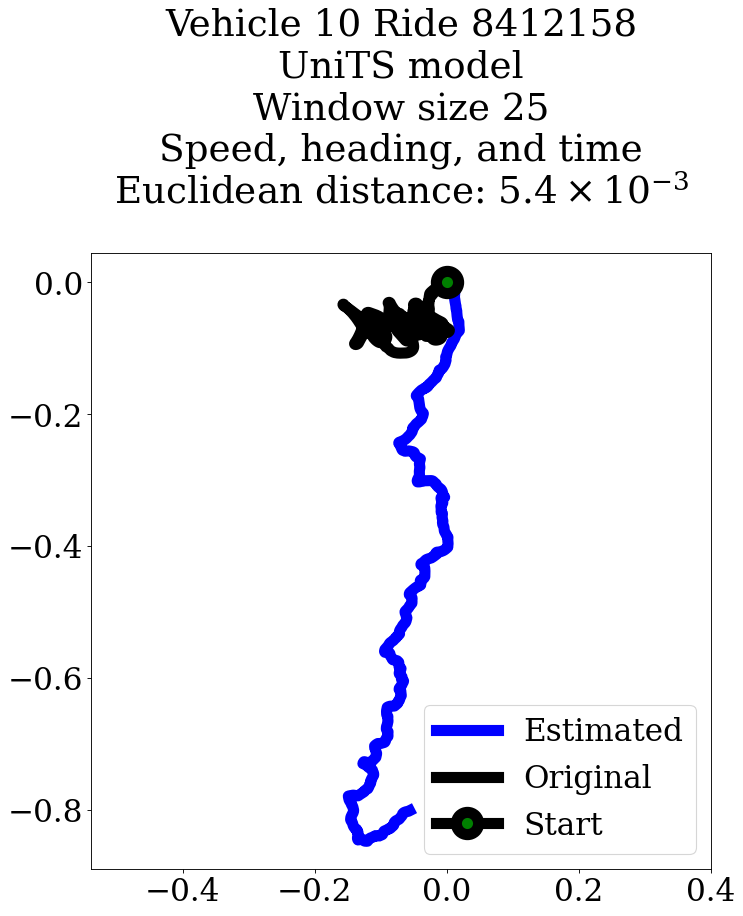 Vehicle 10 Ride 8412158
UniTS model
Window size 25
Speed, heading, and time
Euclidean distance: 5.4 × 10⁻³
0.0
−0.2
−0.4
−0.6
−0.8
Estimated
Original
Start
−0.4 −0.2 0.0 0.2 0.4